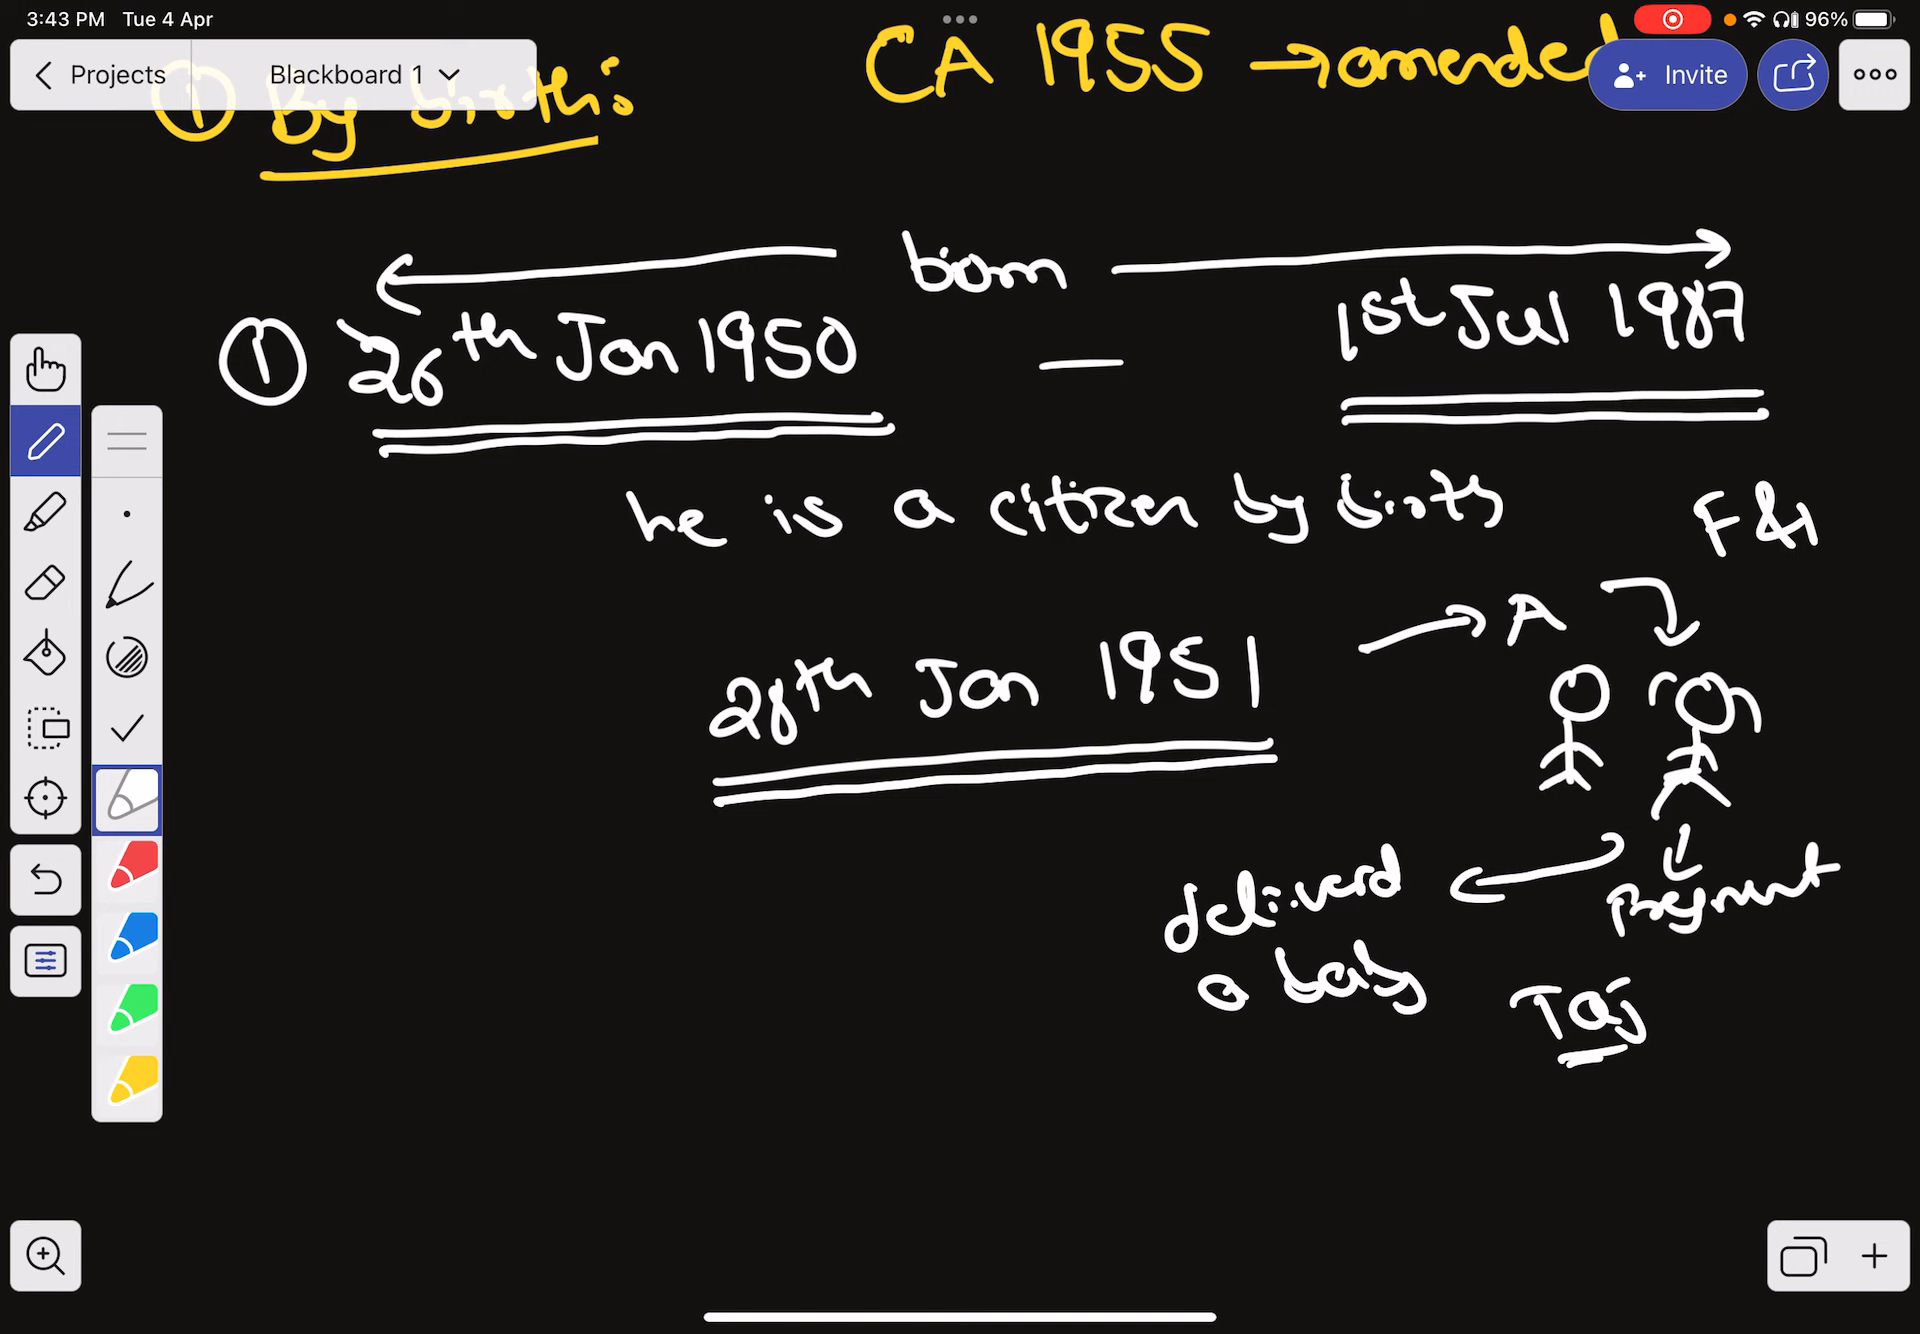 3:43 PM Tue 4 Apr
96%
Projects
Blackboard 1
Invite
CA 1955 → amended
① By birth:
born
① 26th Jan 1950 — 1st Jul 1987
he is a citizen by birth
F &
28th Jan 1951 → A
pregnant
delivered
a baby
Taj